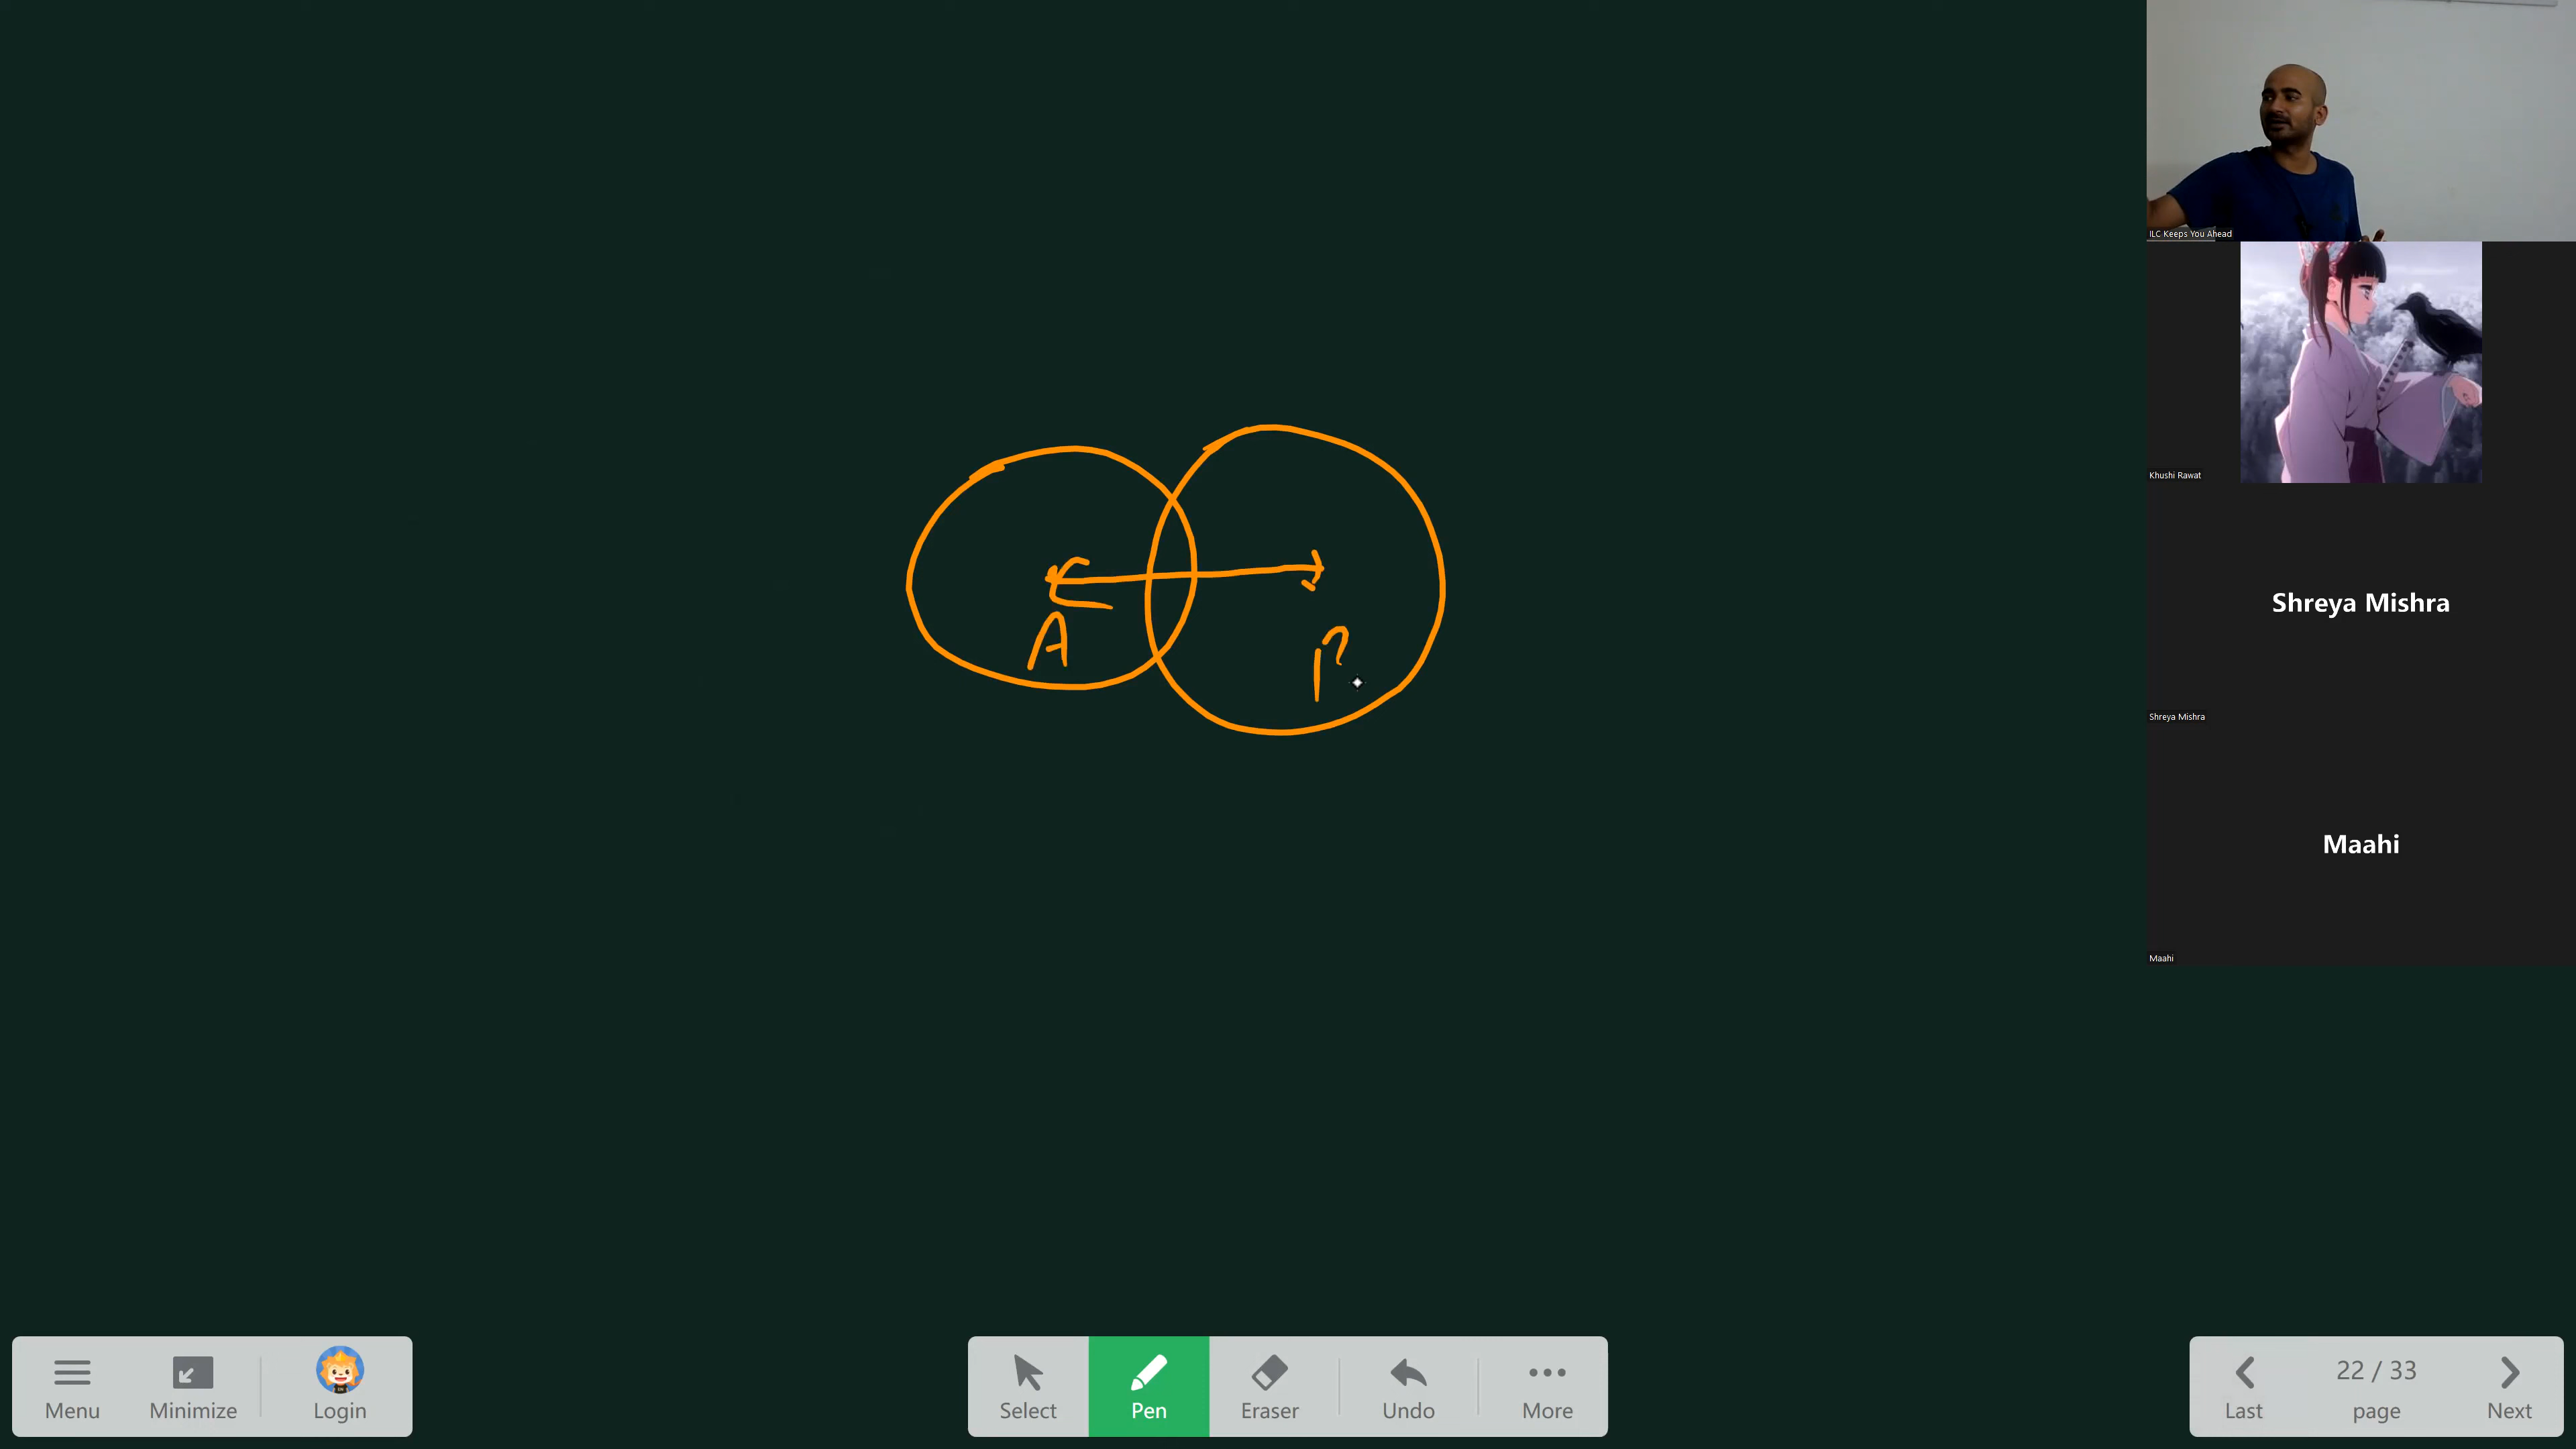 ILC Keeps You Ahead
Khushi Rawat
Shreya Mishra
Shreya Mishra
Maahi
Maahi
A
Menu
Minimize
Login
Select
Pen
Eraser
Undo
More
Last
22 / 33
page
Next